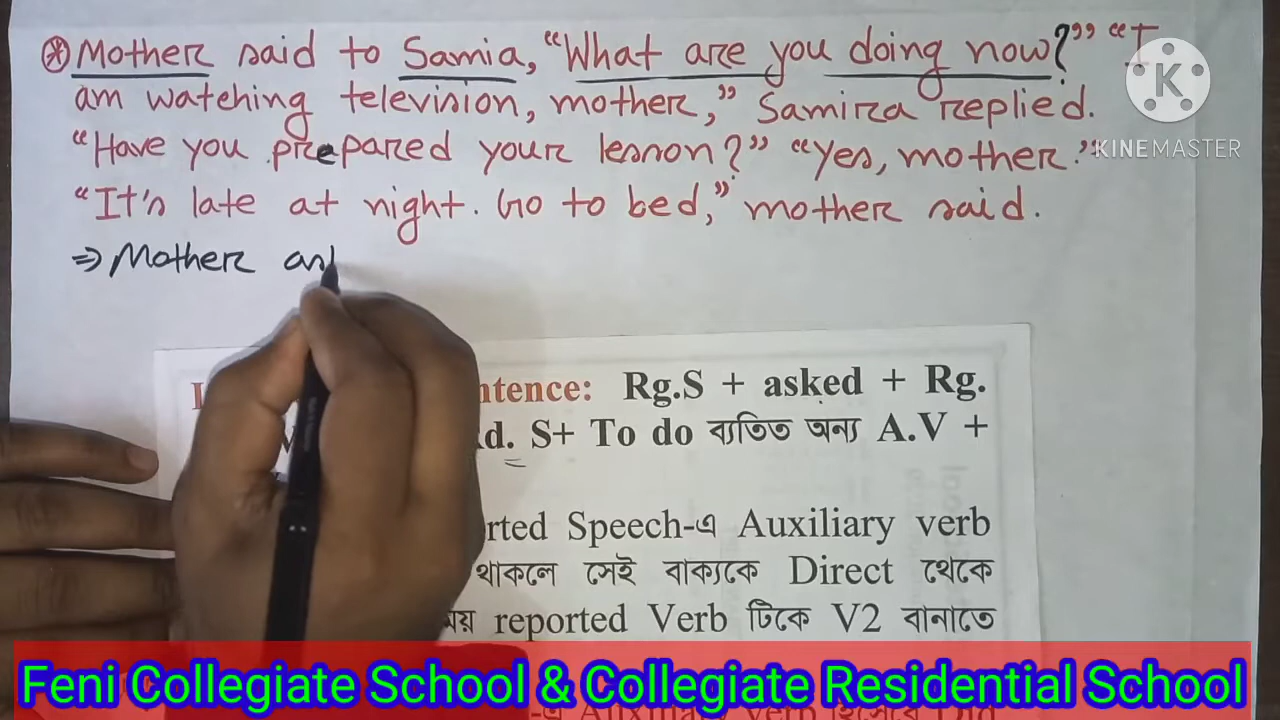 Mother said to Samia, "What are you doing now?" "I
am watching television, mother," Samira replied.
"Have you prepared your lesson?" "Yes, mother."
"It's late at night. Go to bed," mother said.
⇒ Mother
K
KINEMASTER
ntence: Rg.S + asked + Rg.
d. S+ To do ব্যতিত অন্য A.V +
rted Speech-এ Auxiliary verb
থাকলে সেই বাক্যকে Direct থেকে
reported Verb টিকে V2 বানাতে
Feni Collegiate School & Collegiate Residential School